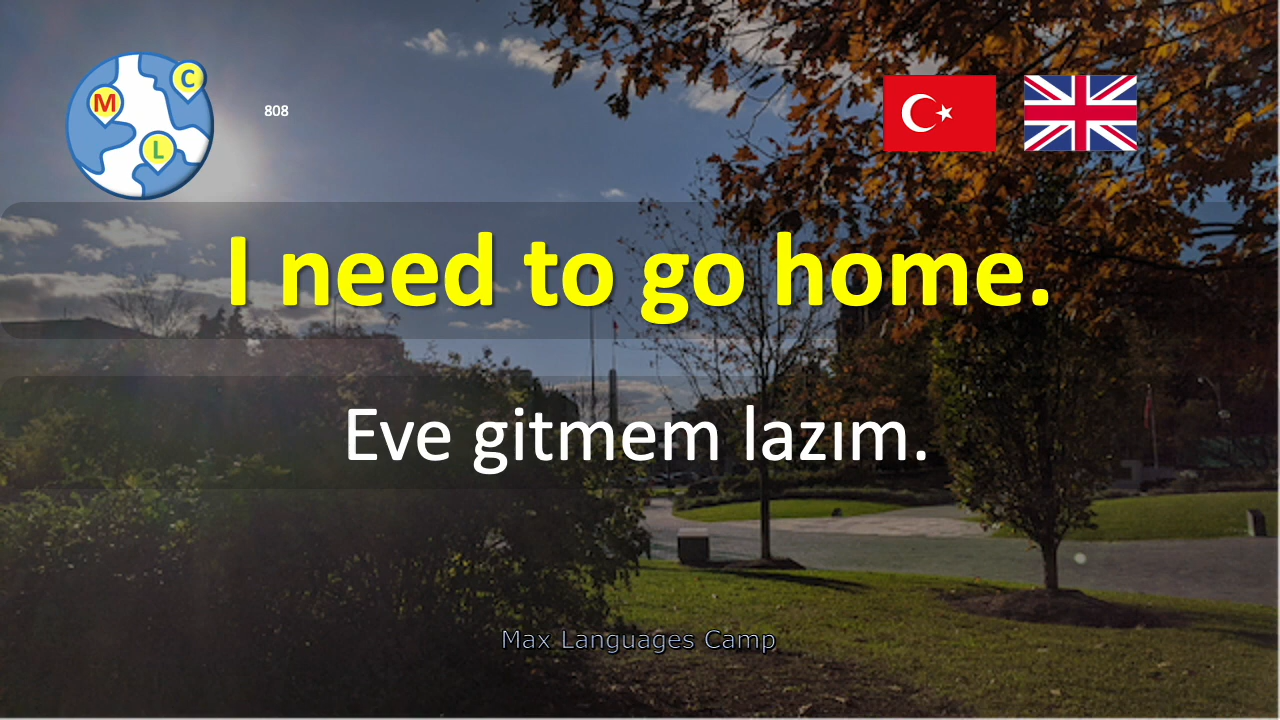 M
C
L
808
I need to go home.
Eve gitmem lazım.
Max Languages Camp